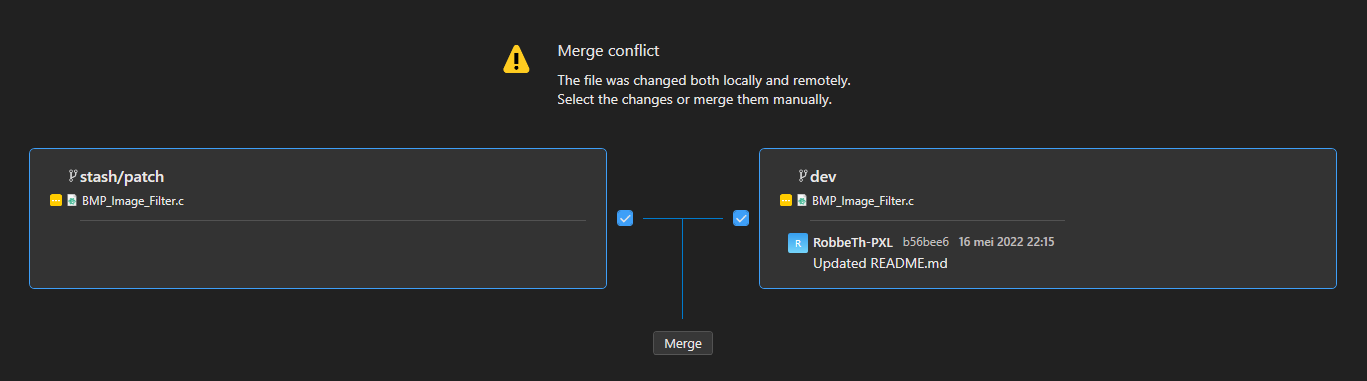 Merge conflict
The file was changed both locally and remotely.
Select the changes or merge them manually.
stash/patch
BMP_Image_Filter.c
dev
BMP_Image_Filter.c
R RobbeTh-PXL b56bee6 16 mei 2022 22:15
Updated README.md
Merge